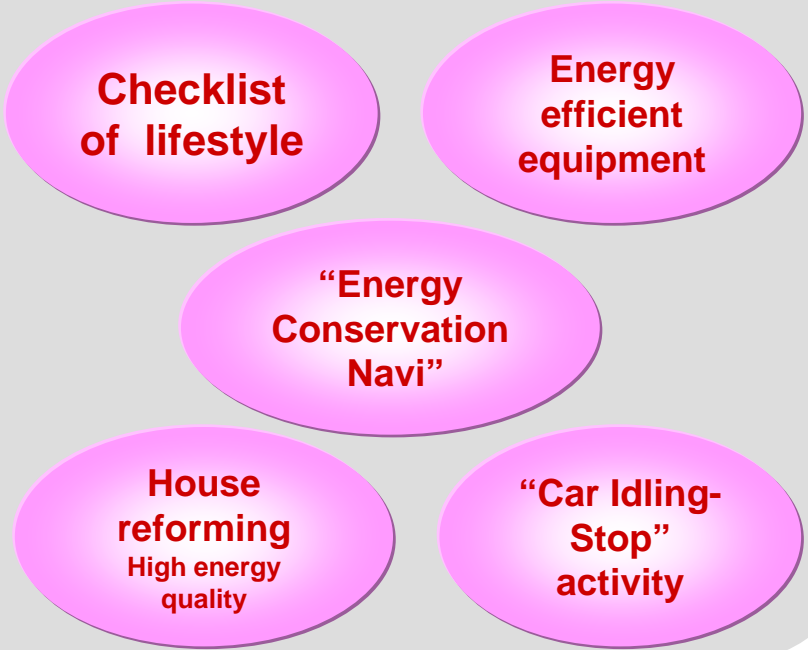 Checklist
of lifestyle
Energy
efficient
equipment
“Energy
Conservation
Navi”
House
reforming
High energy
quality
“Car Idling-
Stop”
activity